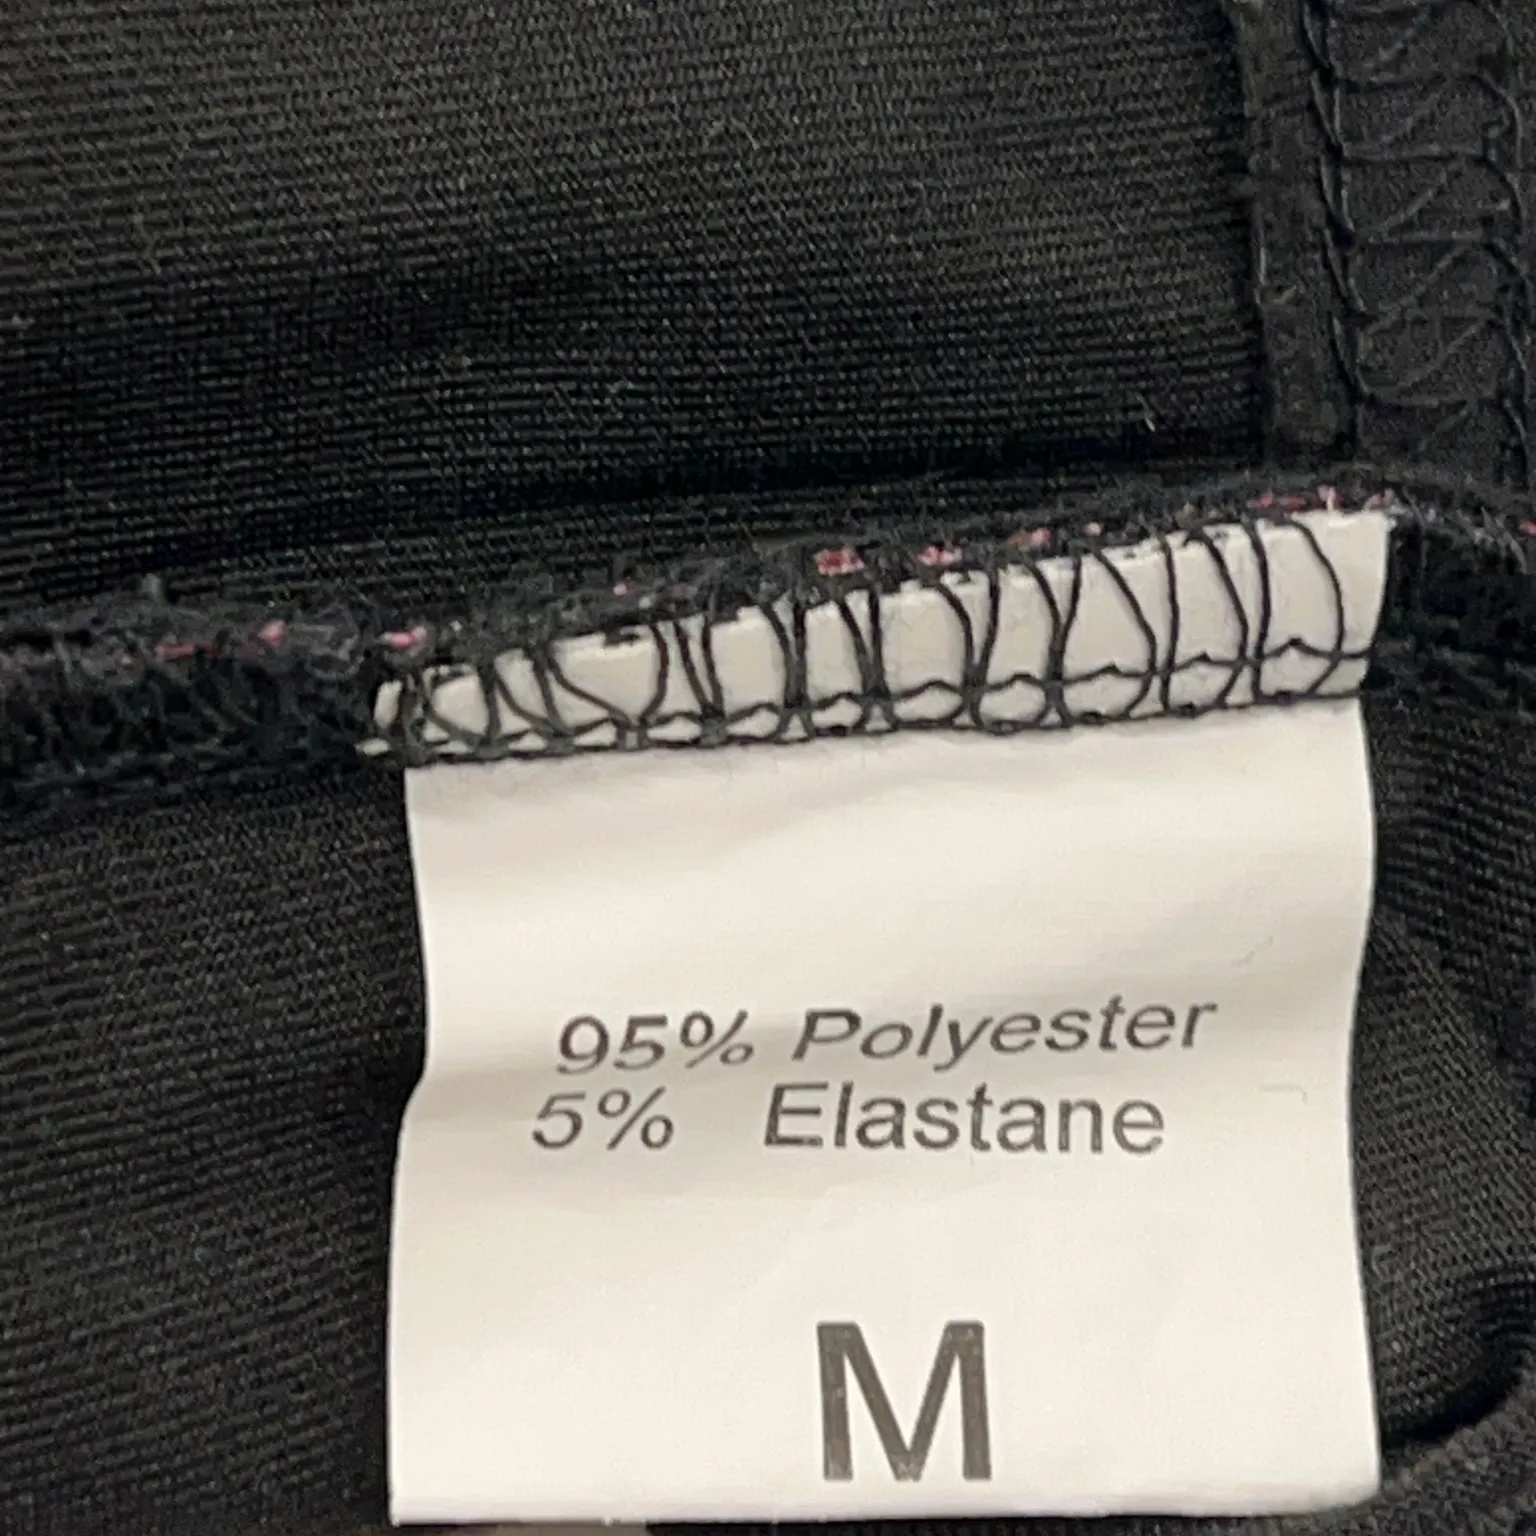 95% Polyester
5% Elastane
M